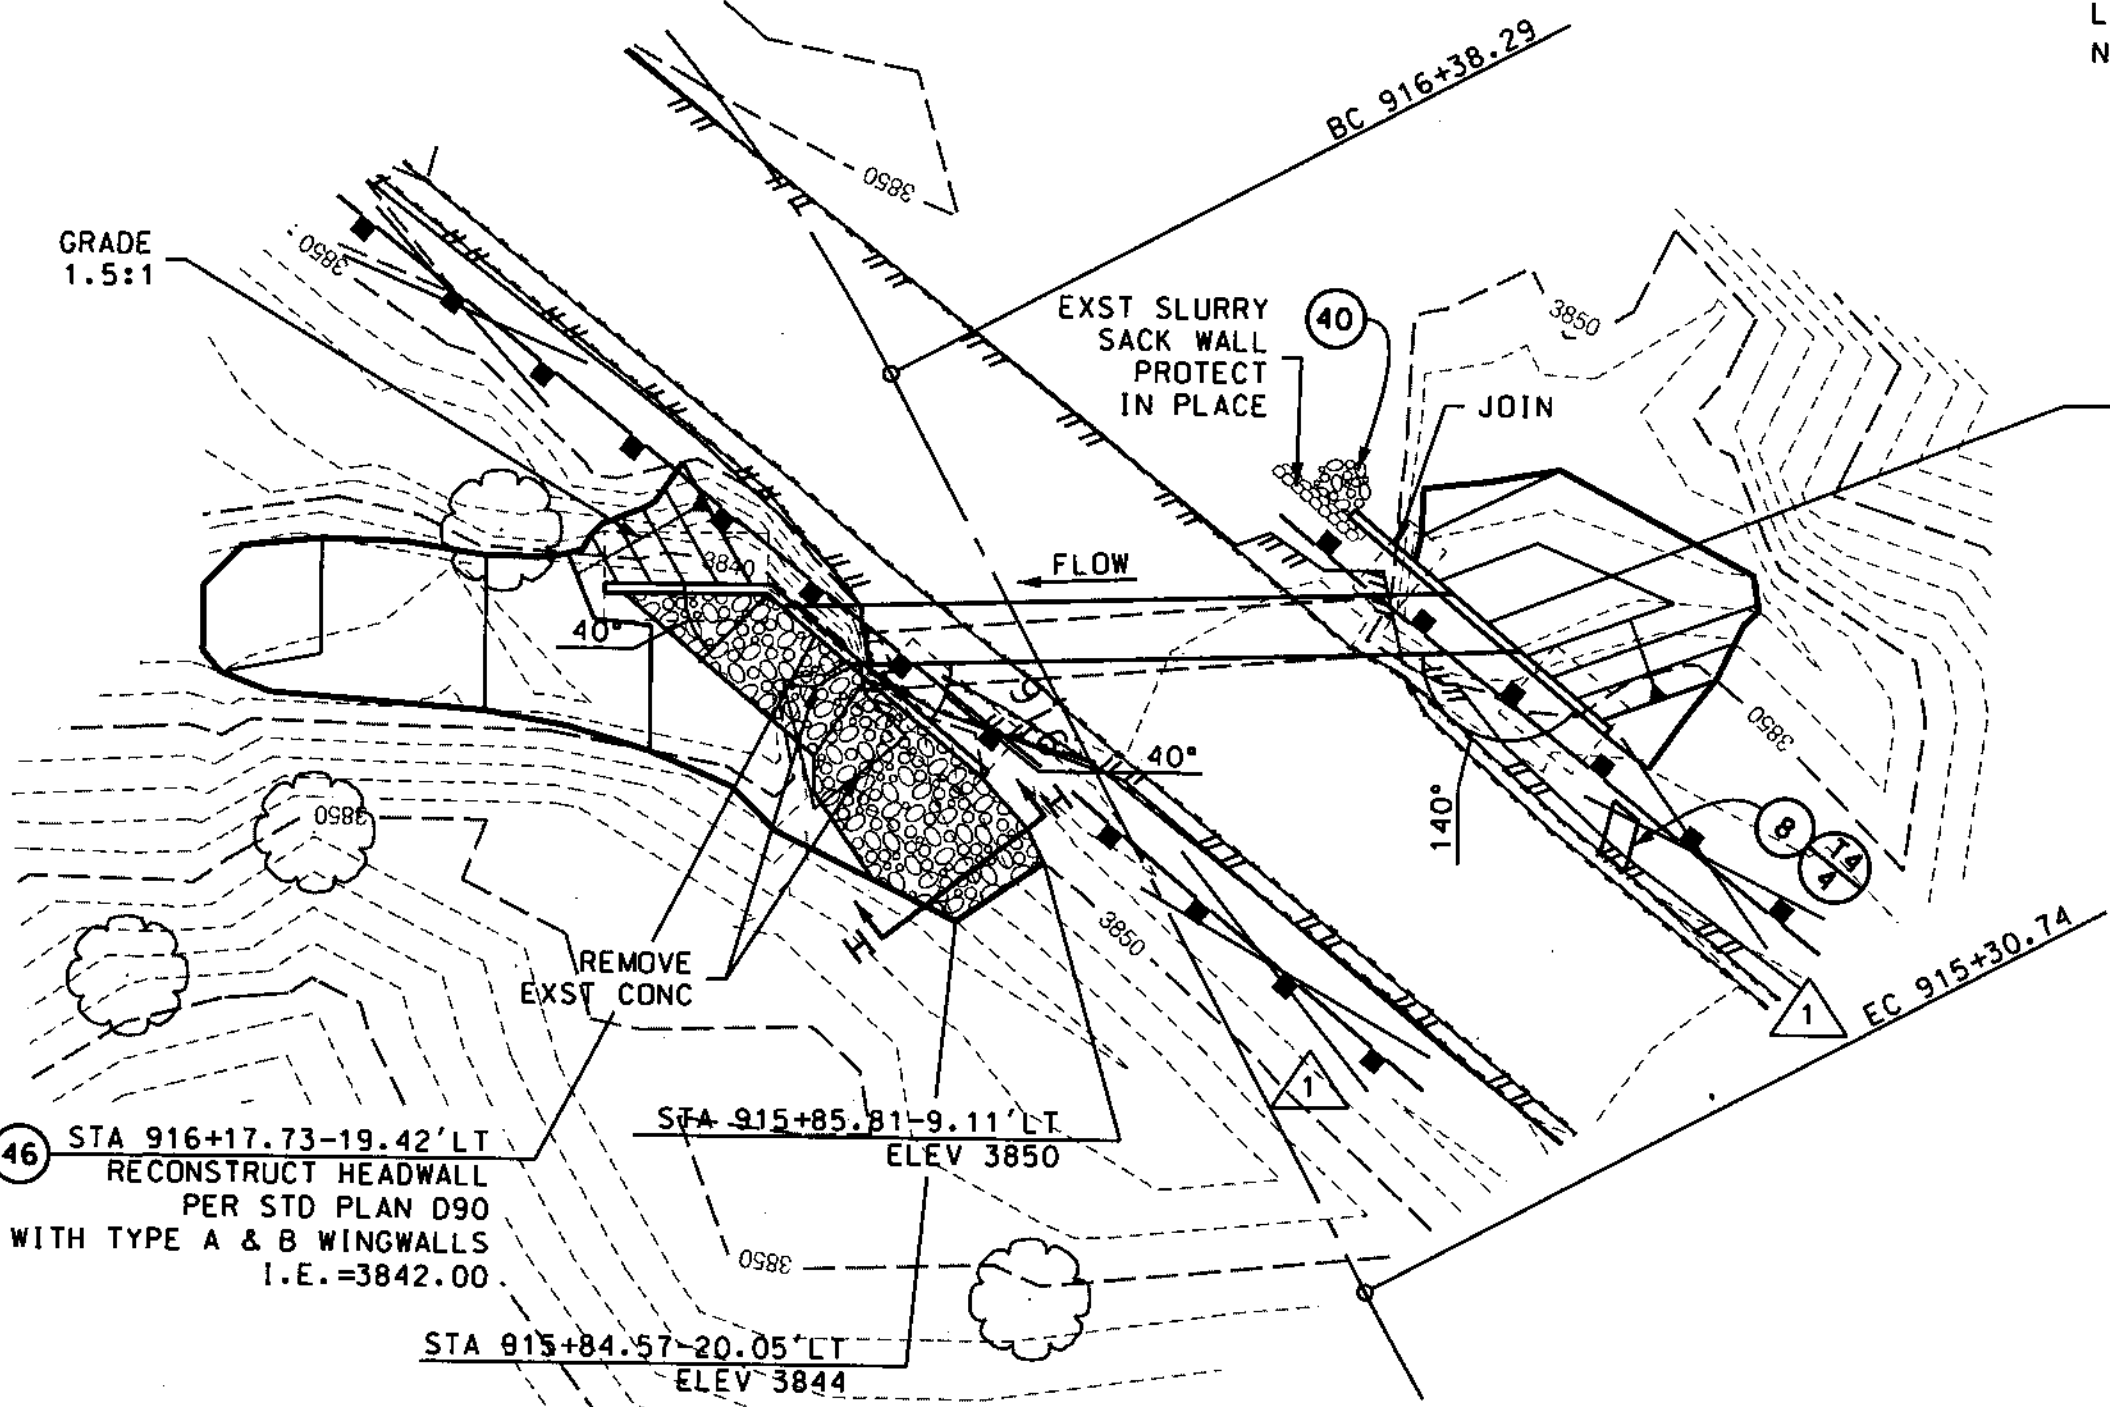 L
N
BC 916+38.29
3850
GRADE
1.5:1
3850
EXST SLURRY
SACK WALL
PROTECT
IN PLACE
40
JOIN
3850
FLOW
3840
40°
916
40°
140°
3850
8
T4
4
3850
3850
H
H
REMOVE
EXST CONC
1
EC 915+30.74
1
46
STA 916+17.73-19.42'LT
RECONSTRUCT HEADWALL
PER STD PLAN D90
WITH TYPE A & B WINGWALLS
I.E.=3842.00
STA 915+85.81-9.11'LT
ELEV 3850
3850
STA 915+84.57-20.05'LT
ELEV 3844